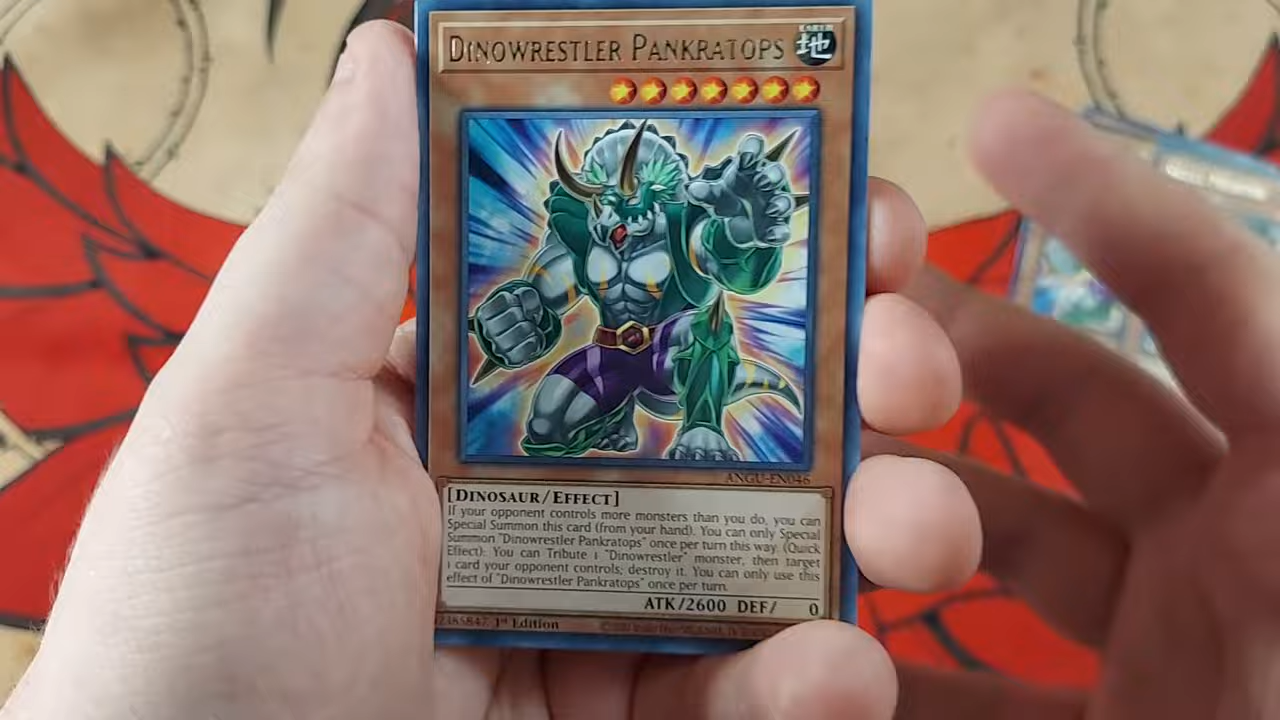 DINOWRESTLER PANKRATOPS
地
ANGU-EN046
[DINOSAUR/EFFECT]
If your opponent controls more monsters than you do, you can
Special Summon this card (from your hand). You can only Special
Summon "Dinowrestler Pankratops" once per turn this way. (Quick
Effect): You can Tribute 1 "Dinowrestler" monster, then target
1 card your opponent controls; destroy it. You can only use this
effect of "Dinowrestler Pankratops" once per turn.
ATK/2600 DEF/ 0
1st Edition